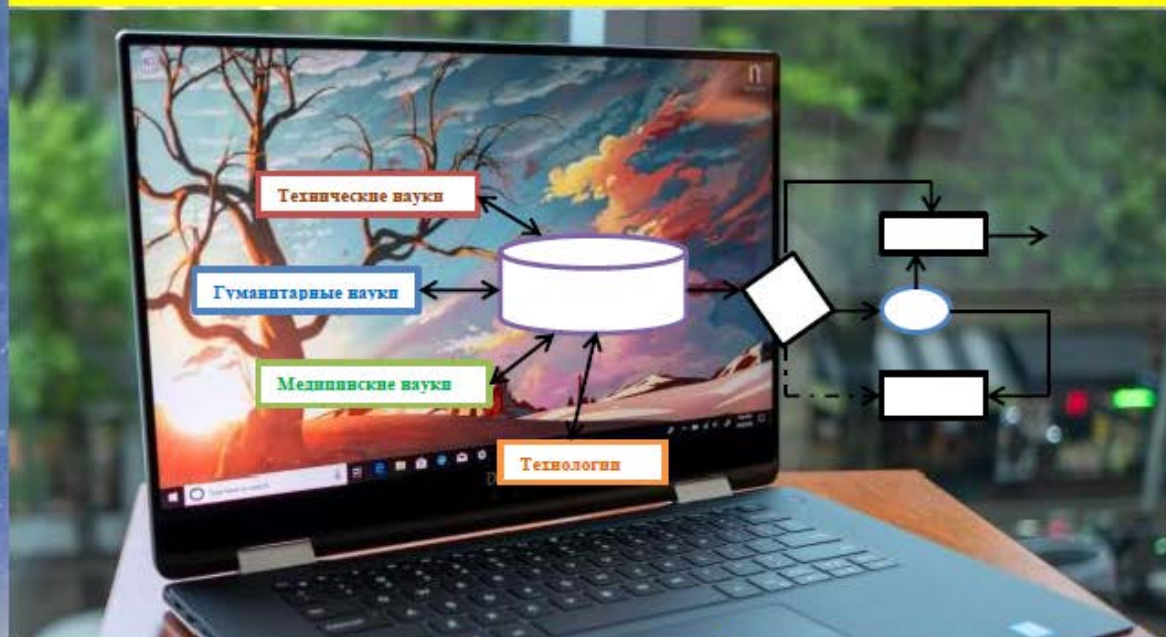 Технические науки
Гуманитарные науки
Медицинские науки
Технологии